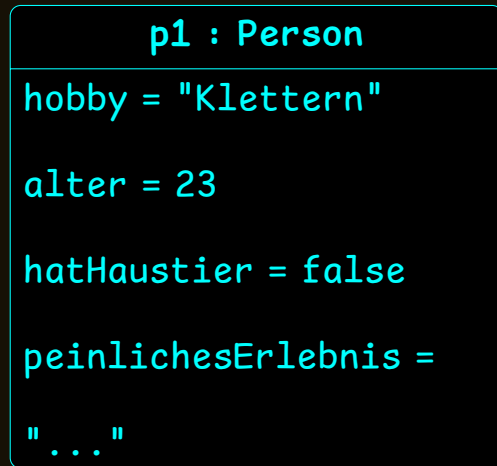 p1 : Person
hobby = "Klettern"
alter = 23
hatHaustier = false
peinlichesErlebnis =
"..."